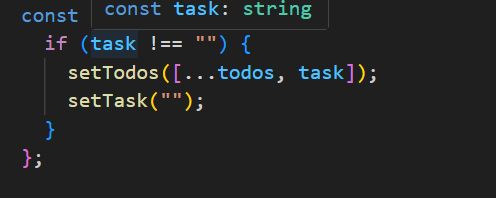 const task: string
const
if (task !== "") {
setTodos([...todos, task]);
setTask("");
}
};